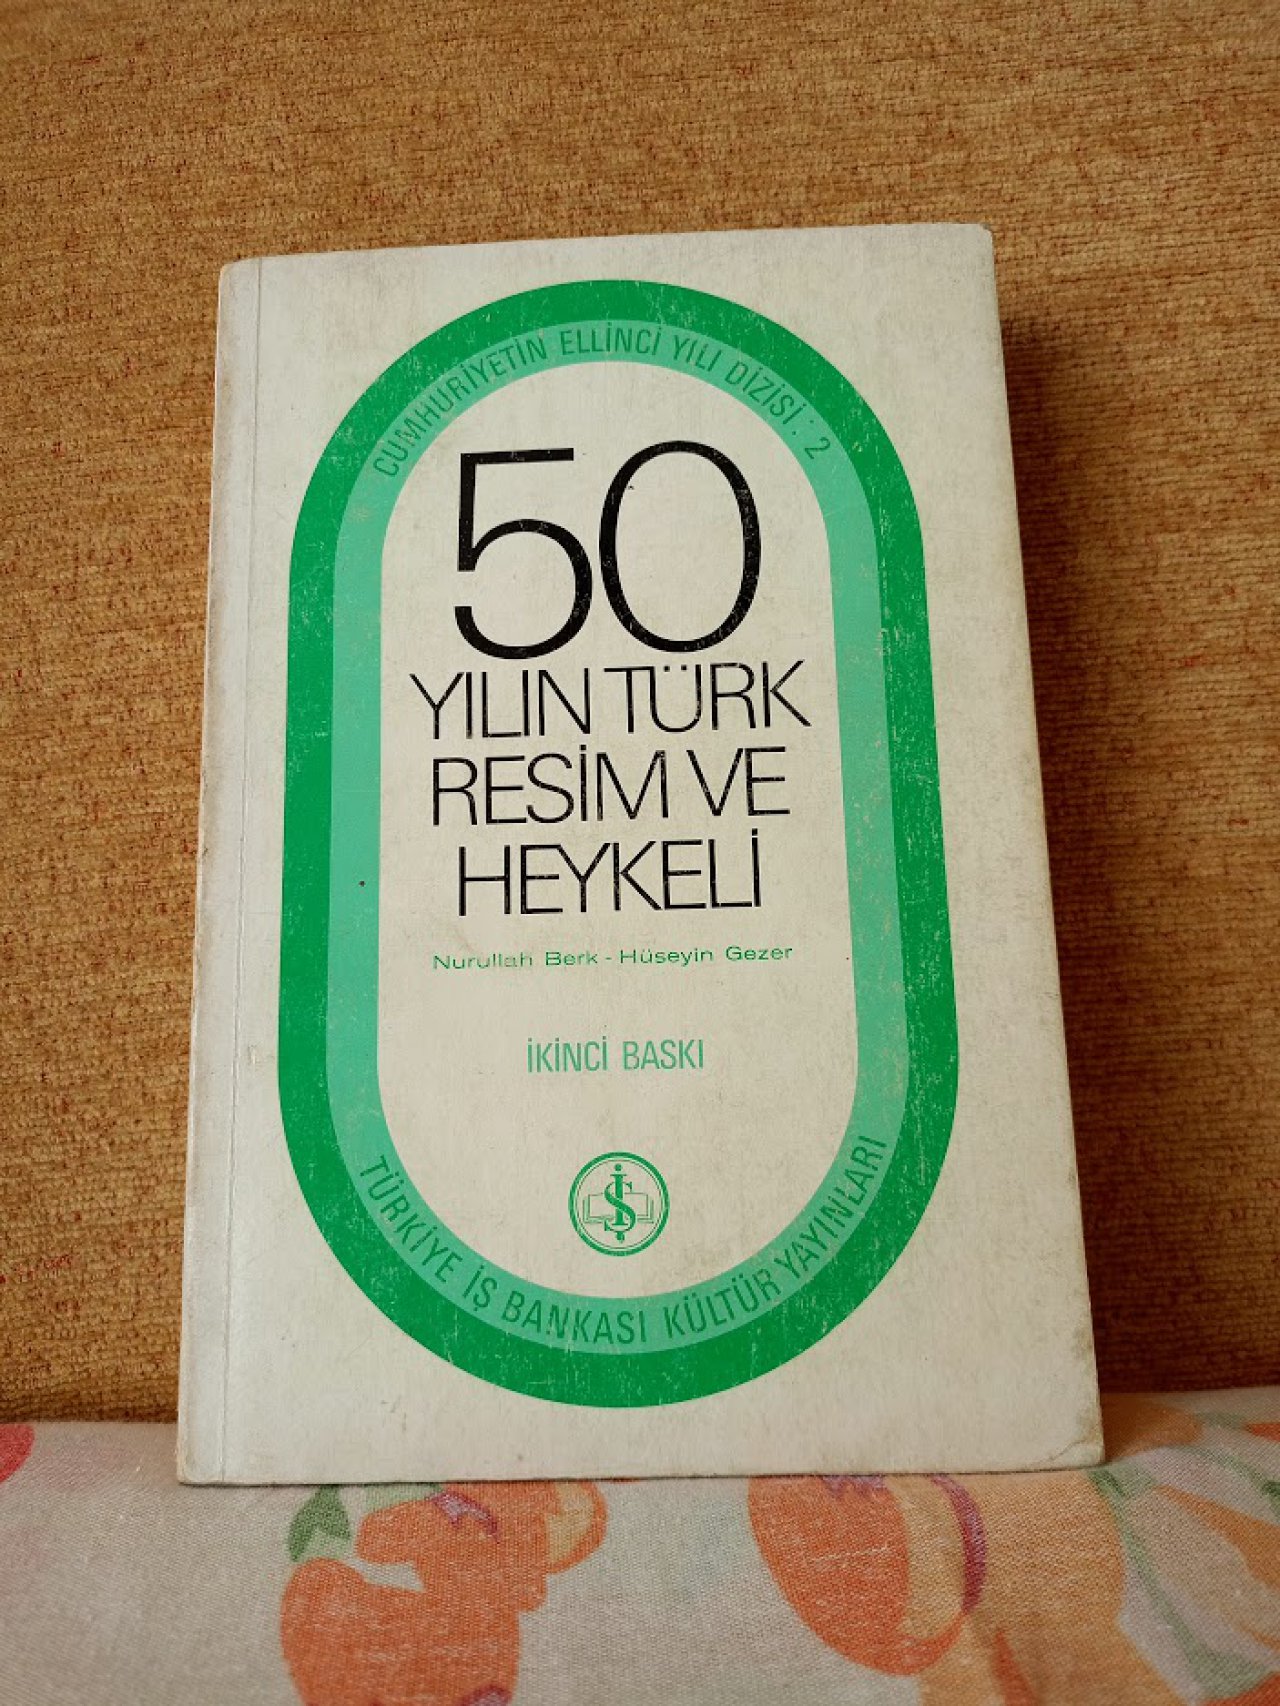 CUMHURİYETİN ELLİNCİ YILI DİZİSİ: 2
50
YILIN TÜRK
RESİM VE
HEYKELİ
Nurullah Berk - Hüseyin Gezer
İKİNCİ BASKI
İŞ
TÜRKİYE İŞ BANKASI KÜLTÜR YAYINLARI